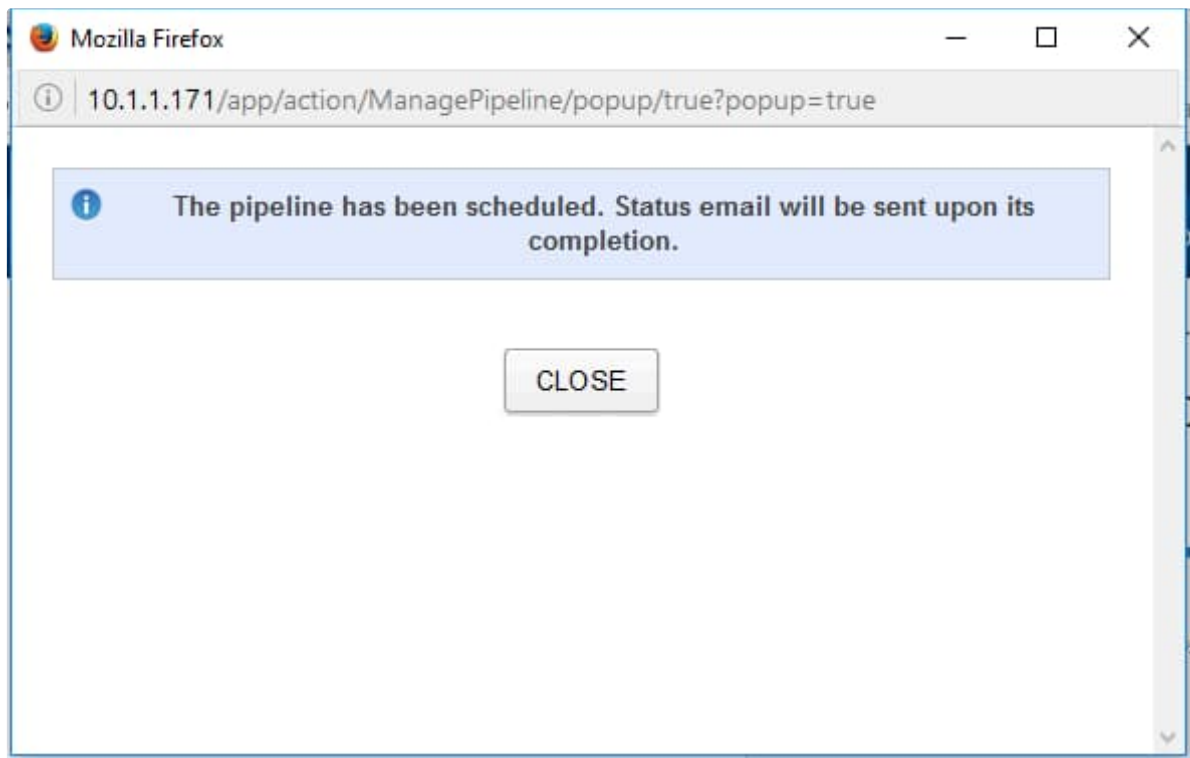 Mozilla Firefox
10.1.1.171/app/action/ManagePipeline/popup/true?popup=true
The pipeline has been scheduled. Status email will be sent upon its
completion.
CLOSE